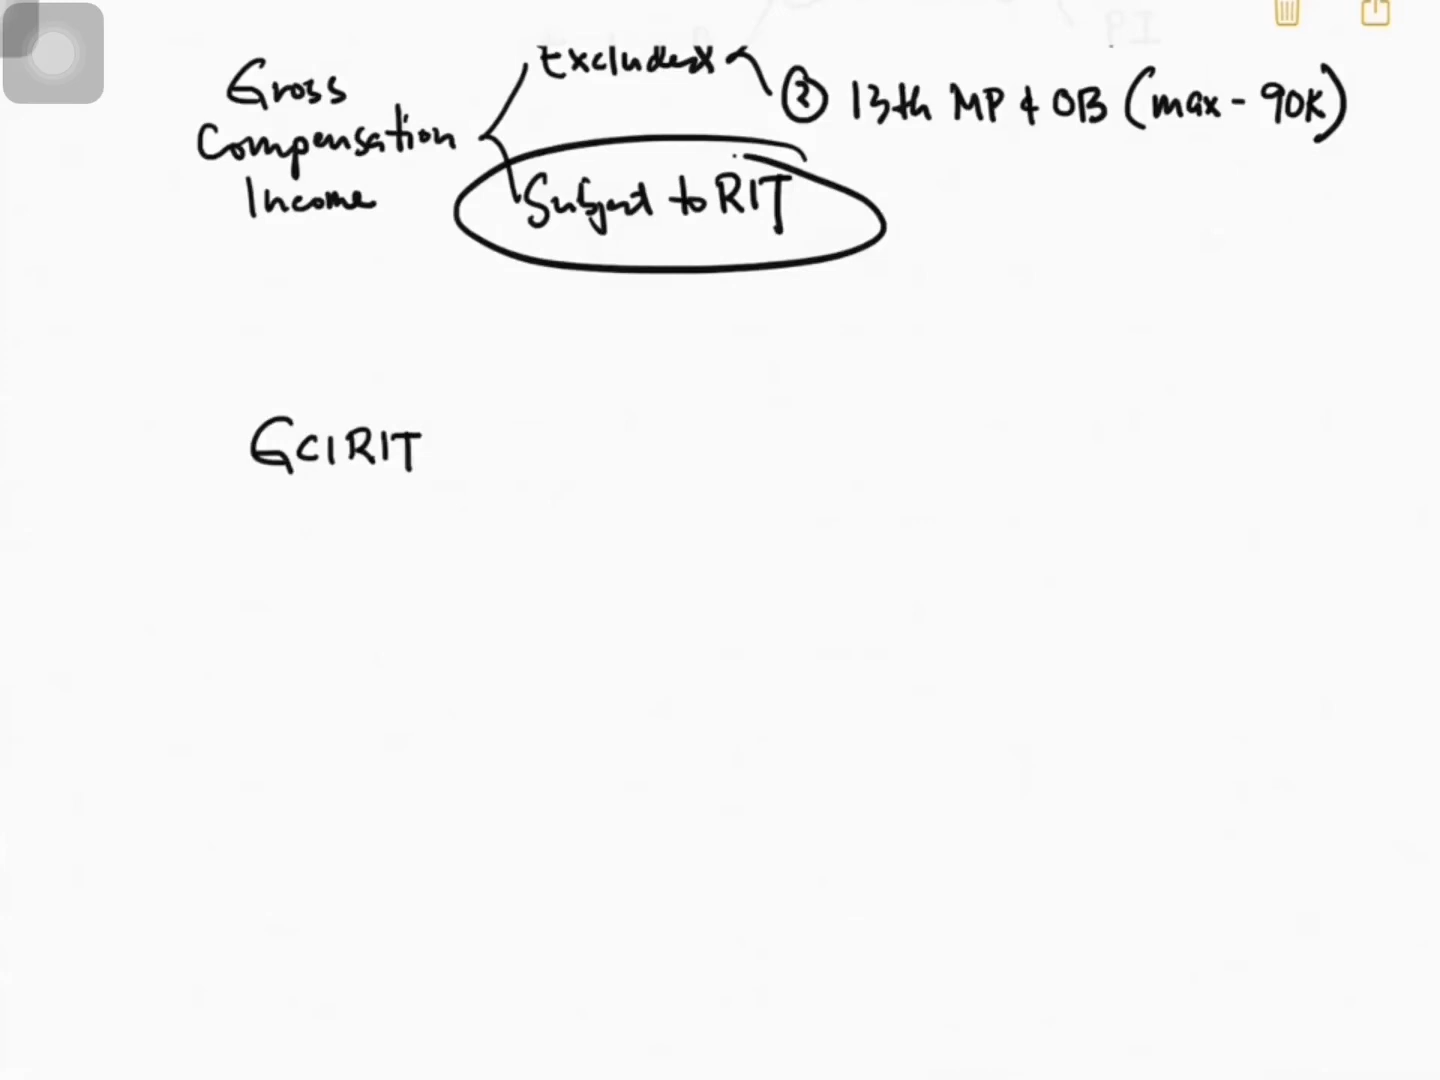 Gross
Compensation
Income
Excluded
② 13th MP & OB (max - 90K)
Subject to RIT
GCIRIT